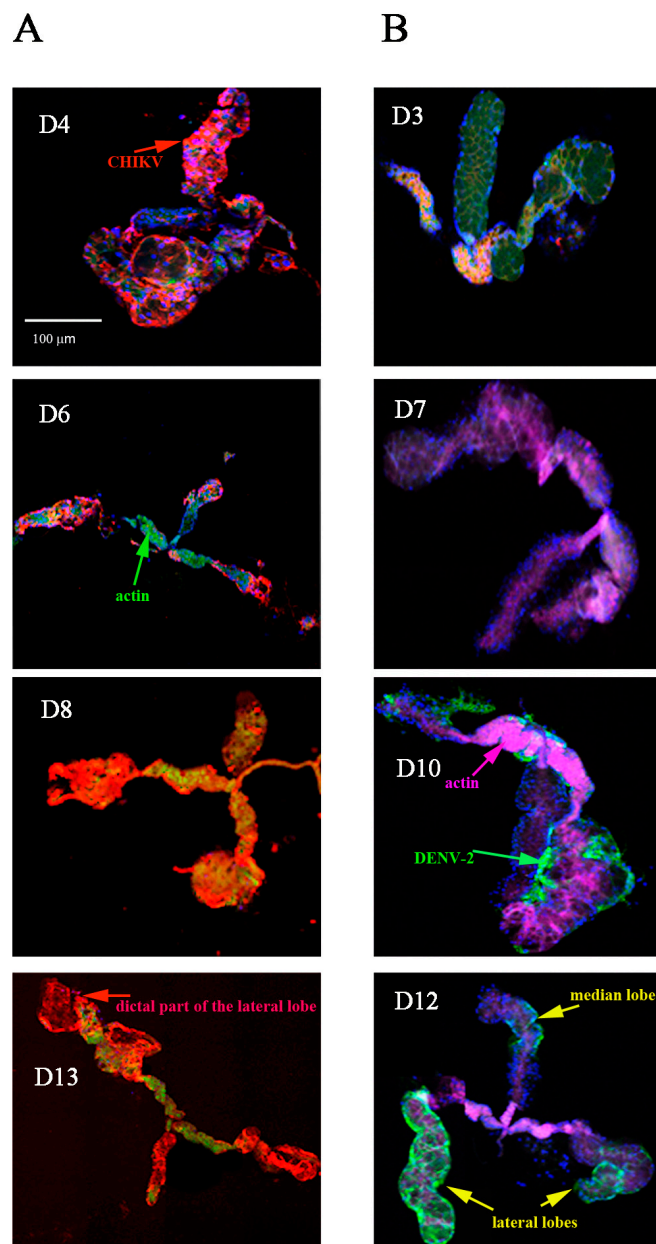 A
B
D4
CHIKV
100 μm
D3
D6
actin
D7
D8
D10
actin
DENV-2
D13
dictal part of the lateral lobe
D12
median lobe
lateral lobes